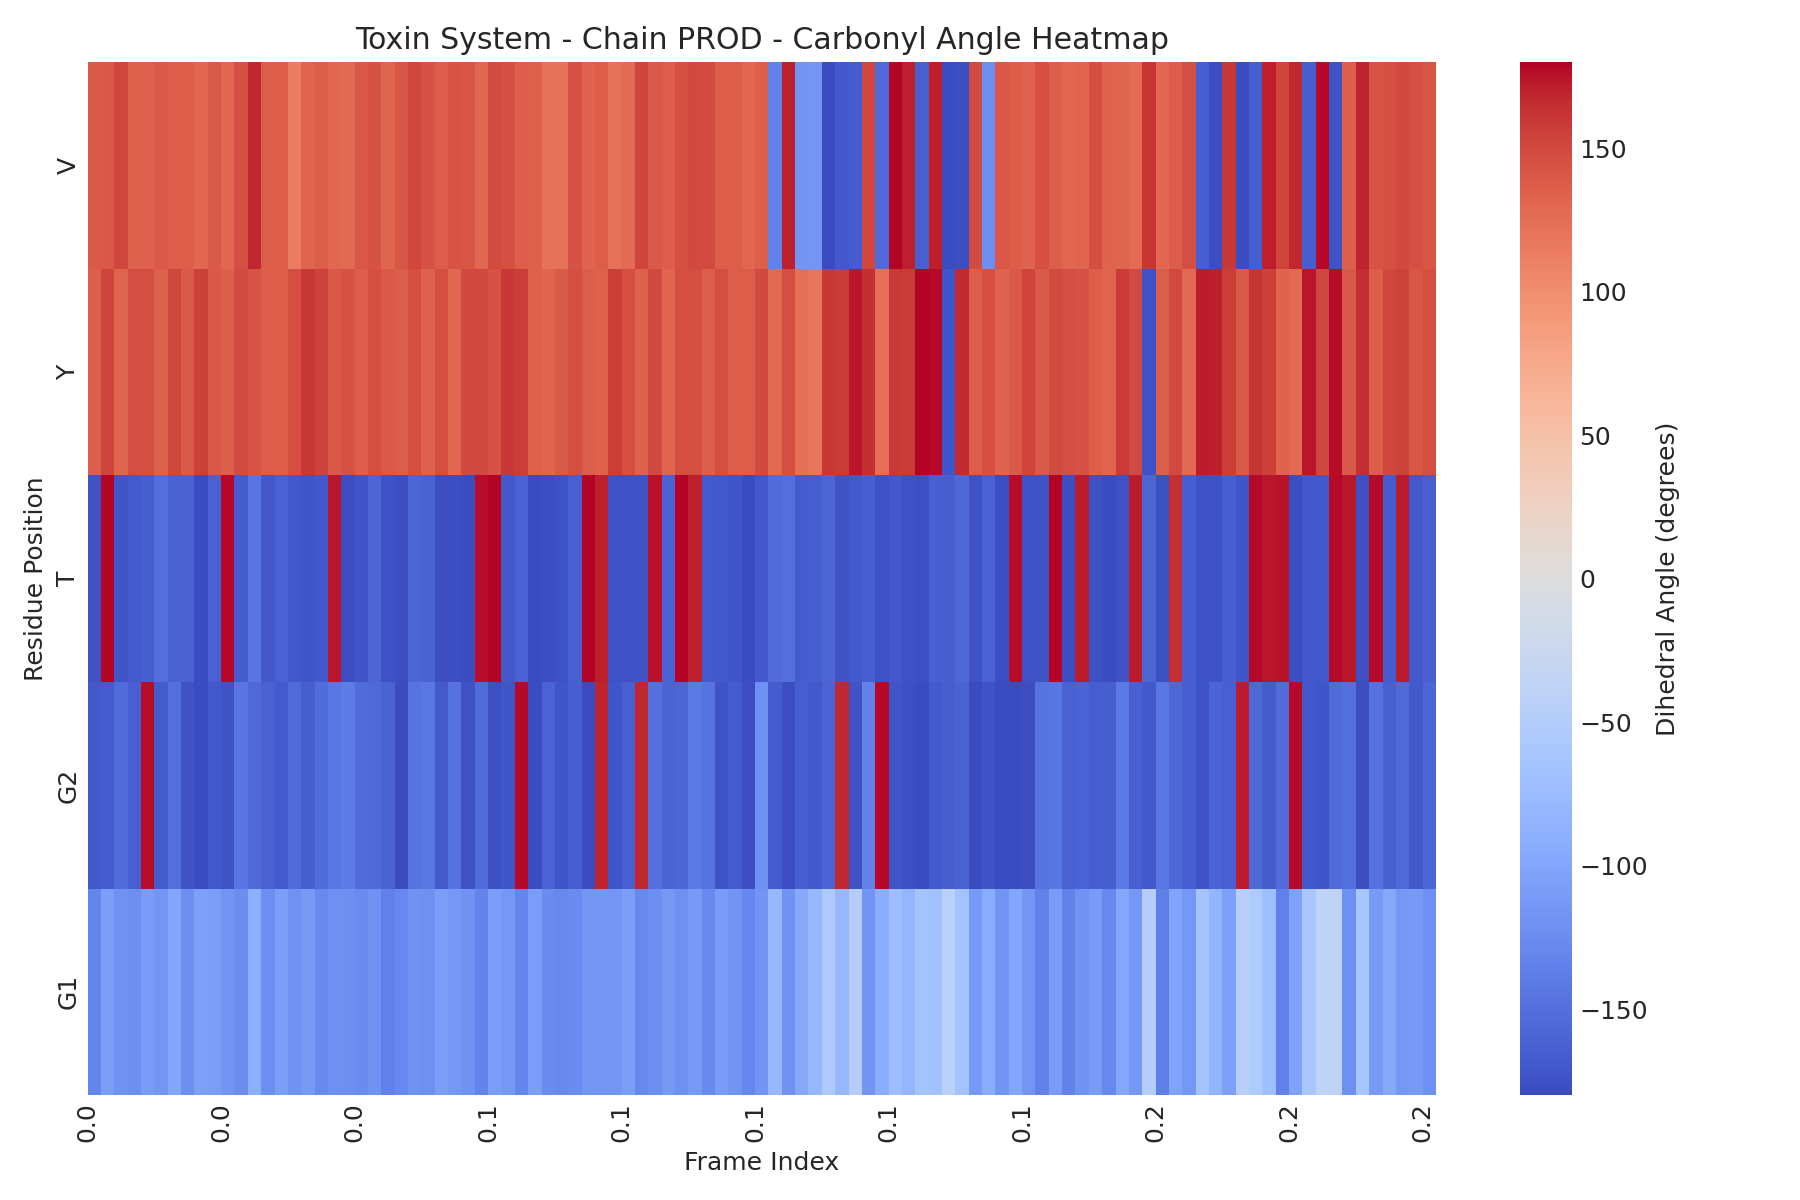 Toxin System - Chain PROD - Carbonyl Angle Heatmap
Residue Position
V
Y
T
G2
G1
0.0
0.0
0.0
0.1
0.1
0.1
0.1
0.1
0.2
0.2
0.2
Frame Index
150
100
50
0
−50
−100
−150
Dihedral Angle (degrees)